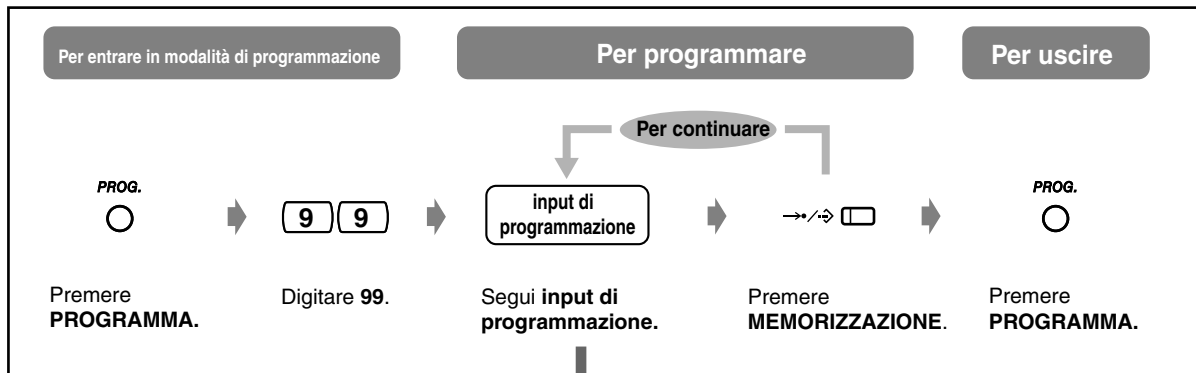 Per entrare in modalità di programmazione
Per programmare
Per uscire
Per continuare
PROG.
9 9
input di
programmazione
PROG.
Premere
PROGRAMMA.
Digitare 99.
Segui input di
programmazione.
Premere
MEMORIZZAZIONE.
Premere
PROGRAMMA.